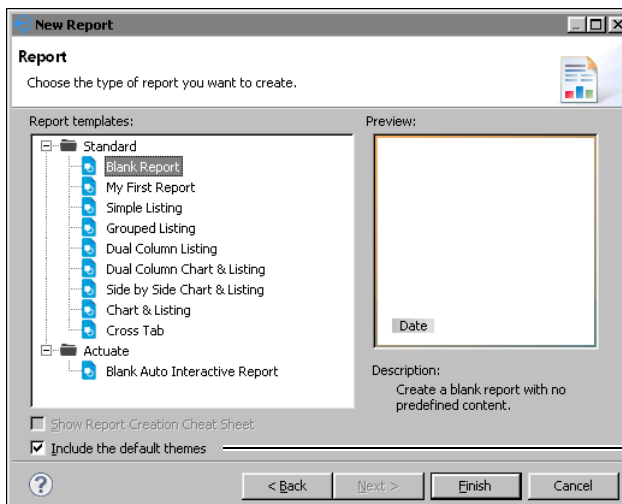 New Report
Report
Choose the type of report you want to create.
Report templates:
Standard
Blank Report
My First Report
Simple Listing
Grouped Listing
Dual Column Listing
Dual Column Chart & Listing
Side by Side Chart & Listing
Chart & Listing
Cross Tab
Actuate
Blank Auto Interactive Report
Preview:
Date
Description:
Create a blank report with no
predefined content.
Show Report Creation Cheat Sheet
Include the default themes
? < Back Next > Finish Cancel